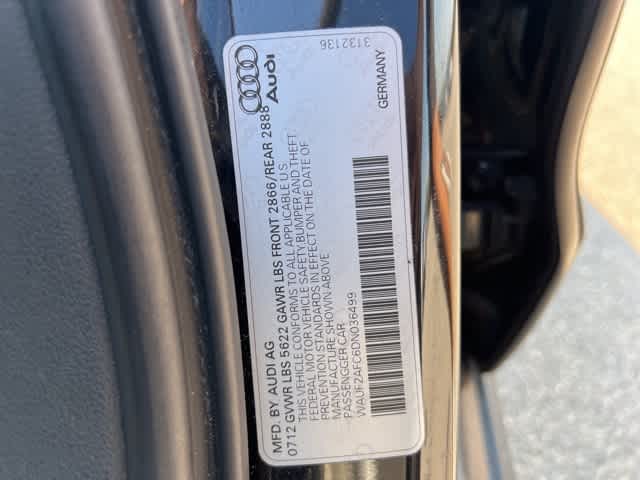 3132136
Audi
GERMANY
MFD. BY AUDI AG
0712 GVWR LBS 5622 GAWR LBS FRONT 2866/REAR 2888
THIS VEHICLE CONFORMS TO ALL APPLICABLE U.S.
FEDERAL MOTOR VEHICLE SAFETY BUMPER AND THEFT
PREVENTION STANDARDS IN EFFECT ON THE DATE OF
MANUFACTURE SHOWN ABOVE
PASSENGER CAR
WAUF2AFC6DN036499